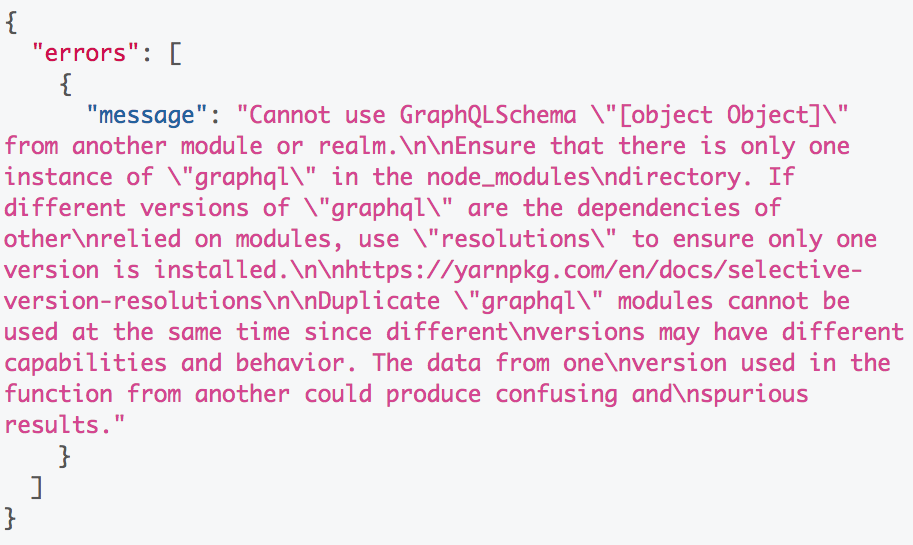 {
"errors": [
{
"message": "Cannot use GraphQLSchema \"[object Object]\"
from another module or realm.\n\nEnsure that there is only one
instance of \"graphql\" in the node_modules\ndirectory. If
different versions of \"graphql\" are the dependencies of
other\nrelied on modules, use \"resolutions\" to ensure only one
version is installed.\n\nhttps://yarnpkg.com/en/docs/selective-
version-resolutions\n\nDuplicate \"graphql\" modules cannot be
used at the same time since different\nversions may have different
capabilities and behavior. The data from one\nversion used in the
function from another could produce confusing and\nspurious
results."
}
]
}